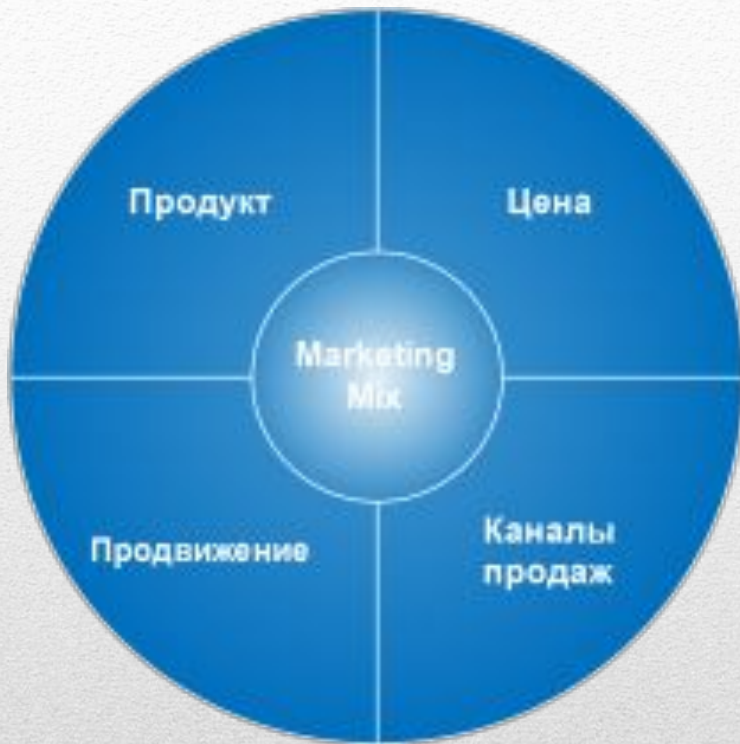 Продукт
Цена
Marketing
Mix
Продвижение
Каналы
продаж